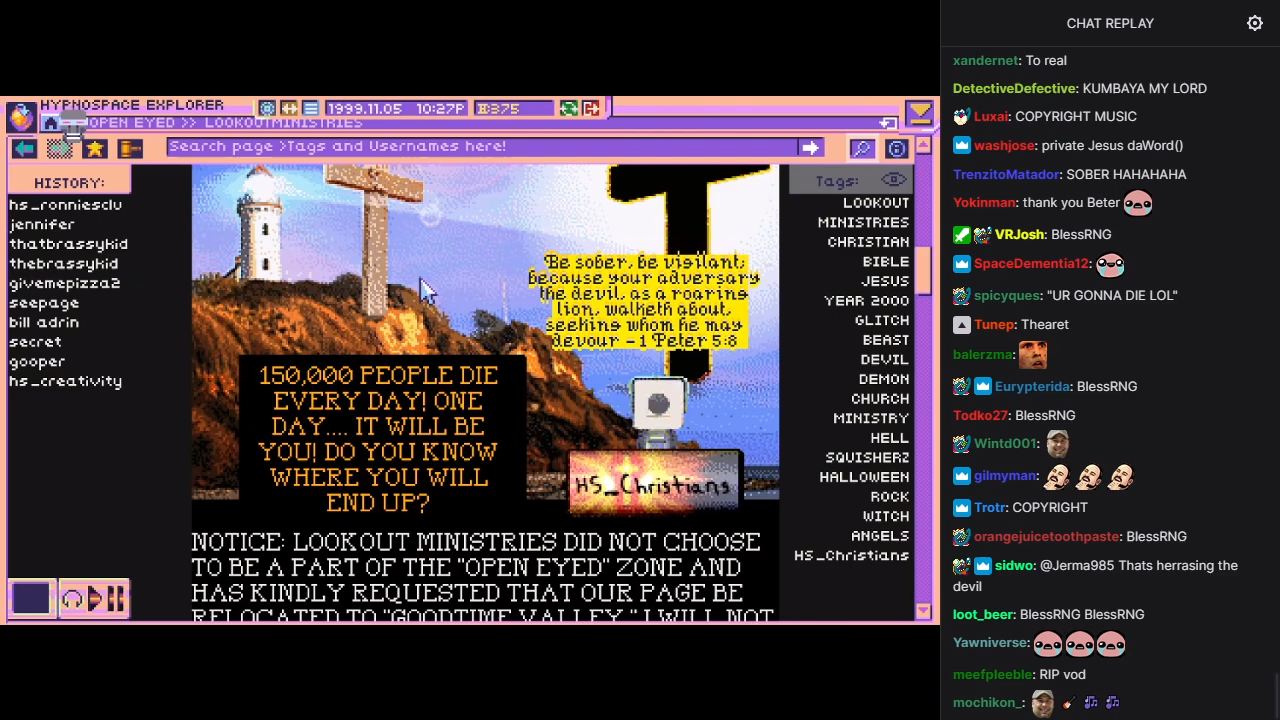 HYPNOSPACE EXPLORER
1999.11.05 10:27P
375
OPEN EYED >> LOOKOUTMINISTRIES
Search page >Tags and Usernames here!
HISTORY:
hs_ronniesclu
jennifer
thatbrassykid
thebrassykid
givemepizza2
seepage
bill adrin
secret
gooper
hs_creativity
Be sober, be vigilant;
because your adversary
the devil, as a roaring
lion, walketh about,
seeking whom he may
devour - 1 Peter 5:8
150,000 PEOPLE DIE
EVERY DAY! ONE
DAY.... IT WILL BE
YOU! DO YOU KNOW
WHERE YOU WILL
END UP?
HS_Christians
NOTICE: LOOKOUT MINISTRIES DID NOT CHOOSE
TO BE A PART OF THE "OPEN EYED" ZONE AND
HAS KINDLY REQUESTED THAT OUR PAGE BE
RELOCATED TO "GOODTIME VALLEY." I WILL NOT
Tags:
LOOKOUT
MINISTRIES
CHRISTIAN
BIBLE
JESUS
YEAR 2000
GLITCH
BEAST
DEVIL
DEMON
CHURCH
MINISTRY
HELL
SQUISHERZ
HALLOWEEN
ROCK
WITCH
ANGELS
HS_Christians
CHAT REPLAY
xandernet: To real
DetectiveDefective: KUMBAYA MY LORD
Luxai: COPYRIGHT MUSIC
washjose: private Jesus daWord()
TrenzitoMatador: SOBER HAHAHAHA
Yokinman: thank you Beter
VRJosh: BlessRNG
SpaceDementia12:
spicyques: "UR GONNA DIE LOL"
Tunep: Thearet
balerzma:
Eurypterida: BlessRNG
Todko27: BlessRNG
Wintd001:
gilmyman:
Trotr: COPYRIGHT
orangejuicetoothpaste: BlessRNG
sidwo: @Jerma985 Thats herrasing the
devil
loot_beer: BlessRNG BlessRNG
Yawniverse:
meefpleeble: RIP vod
mochikon_: